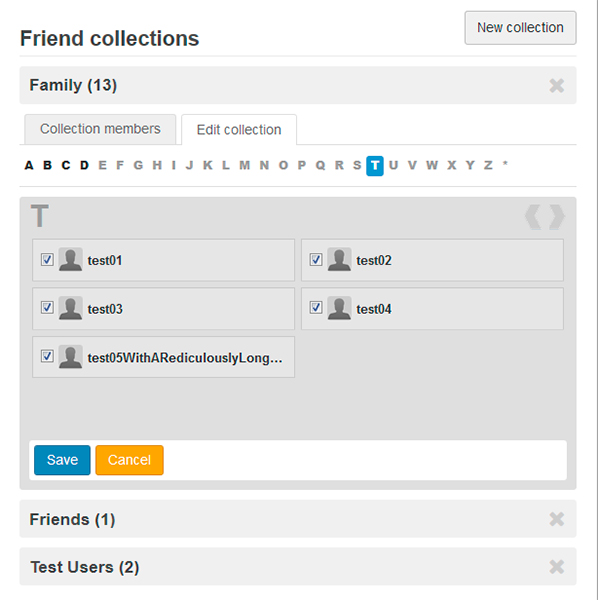 Friend collections
New collection
Family (13)
Collection members
Edit collection
A B C D E F G H I J K L M N O P Q R S T U V W X Y Z *
T
test01
test02
test03
test04
test05WithARediculouslyLong...
Save
Cancel
Friends (1)
Test Users (2)